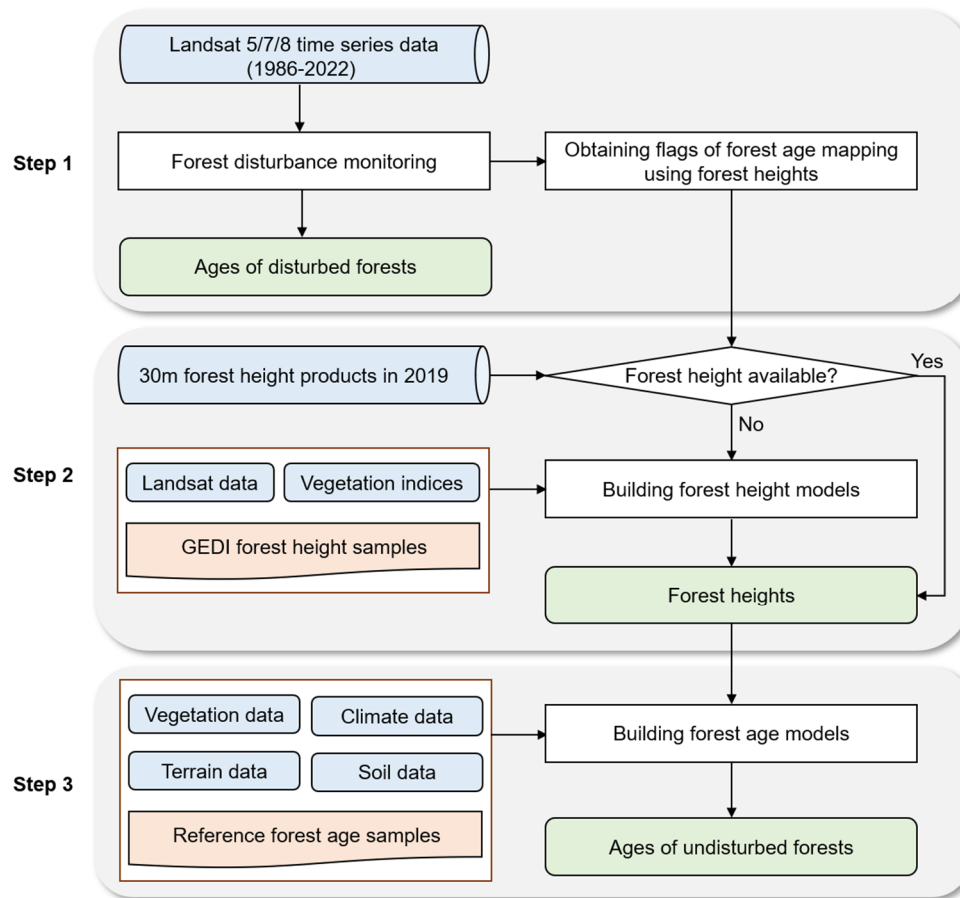 Landsat 5/7/8 time series data
(1986-2022)
Step 1
Forest disturbance monitoring
Obtaining flags of forest age mapping
using forest heights
Ages of disturbed forests
30m forest height products in 2019
Forest height available?
Yes
No
Step 2
Landsat data
Vegetation indices
Building forest height models
GEDI forest height samples
Forest heights
Vegetation data
Climate data
Building forest age models
Step 3
Terrain data
Soil data
Reference forest age samples
Ages of undisturbed forests